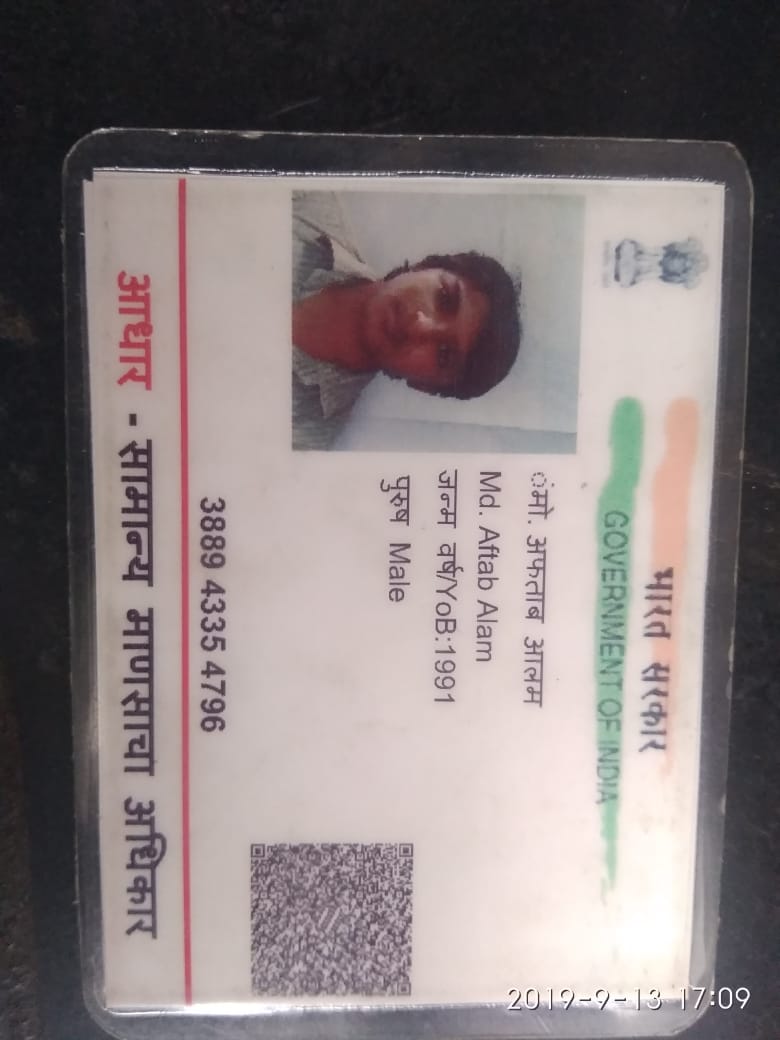 भारत सरकार
GOVERNMENT OF INDIA
ंमो. अफताब आलम
Md. Aftab Alam
जन्म वर्ष/YoB:1991
पुरुष Male
3889 4335 4796
आधार - सामान्य माणसाचा अधिकार
2019-9-13 17:09